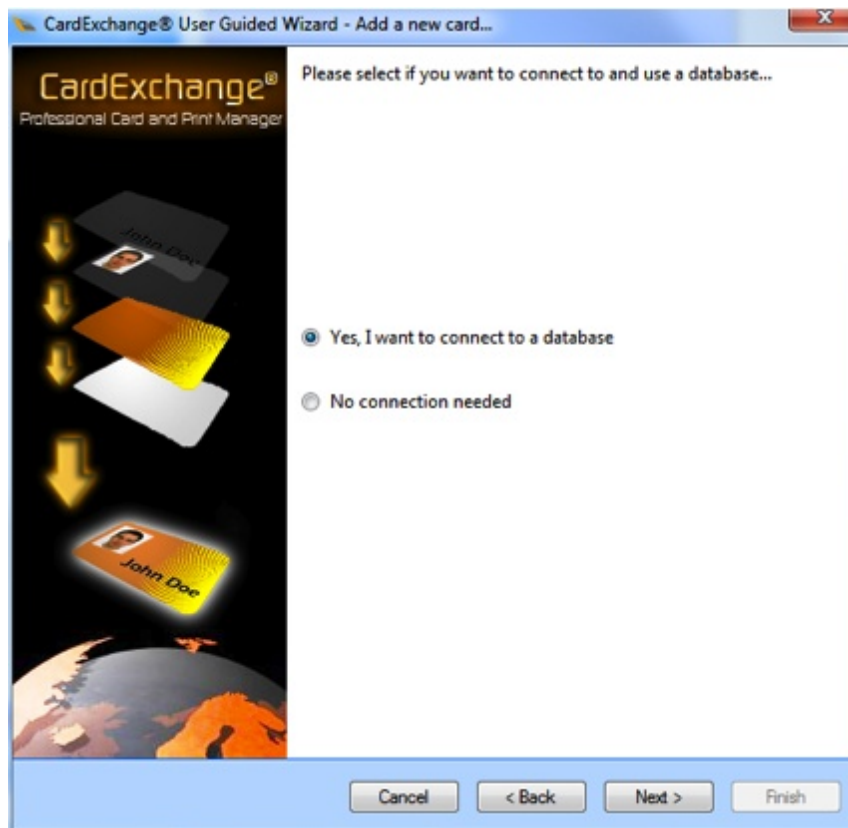 CardExchange® User Guided Wizard - Add a new card...
CardExchange®
Professional Card and Print Manager
Please select if you want to connect to and use a database...
John Doe
Yes, I want to connect to a database
No connection needed
John Doe
Cancel
< Back
Next >
Finish